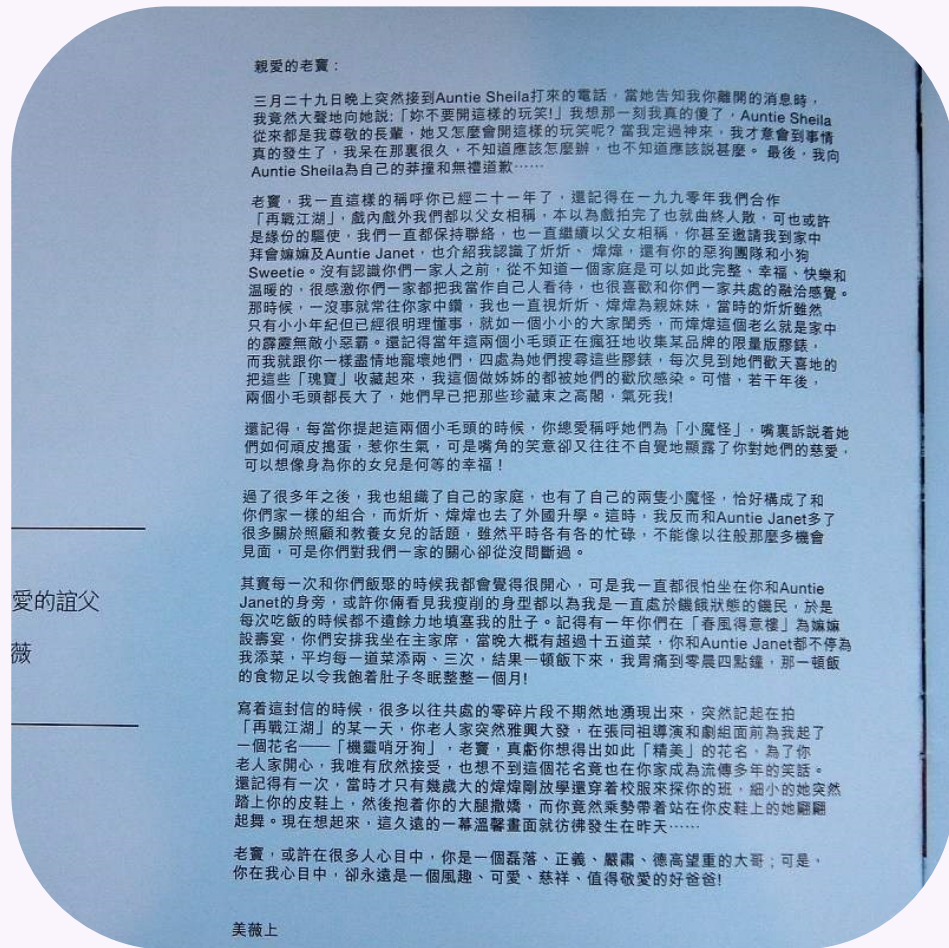 親愛的老竇：
三月二十九日晚上突然接到Auntie Sheila打來的電話，當她告知我你離開的消息時，
我竟然大聲地向她說:「妳不要開這樣的玩笑!」我想那一刻我真的傻了，Auntie Sheila
從來都是我尊敬的長輩，她又怎麼會開這樣的玩笑呢? 當我定過神來，我才意會到事情
真的發生了，我呆在那裏很久，不知道應該怎麼辦，也不知道應該説甚麼。 最後，我向
Auntie Sheila為自己的莽撞和無禮道歉……
老竇，我一直這樣的稱呼你已經二十一年了，還記得在一九九零年我們合作
「再戰江湖」，戲內戲外我們都以父女相稱，本以為戲拍完了也就曲終人散，可也或許
是緣份的驅使，我們一直都保持聯絡，也一直繼續以父女相稱，你甚至邀請我到家中
拜會嫲嫲及Auntie Janet，也介紹我認識了炘炘、 煒煒，還有你的惡狗團隊和小狗
Sweetie。沒有認識你們一家人之前，從不知道一個家庭是可以如此完整、幸福、快樂和
溫暖的，很感激你們一家都把我當作自己人看待，也很喜歡和你們一家共處的融洽感覺。
那時候，一沒事就常往你家中鑽，我也一直視炘炘、煒煒為親妹妹，當時的炘炘雖然
只有小小年紀但已經很明理懂事，就如一個小小的大家閨秀，而煒煒這個老么就是家中
的霹靂無敵小惡霸。還記得當年這兩個小毛頭正在瘋狂地收集某品牌的限量版膠錶，
而我就跟你一樣盡情地寵壞她們，四處為她們搜尋這些膠錶，每次見到她們歡天喜地的
把這些「瑰寶」收藏起來，我這個做姊姊的都被她們的歡欣感染。可惜，若干年後，
兩個小毛頭都長大了，她們早已把那些珍藏束之高閣，氣死我!
還記得，每當你提起這兩個小毛頭的時候，你總愛稱呼她們為「小魔怪」，嘴裏訴説着她
們如何頑皮搗蛋，惹你生氣，可是嘴角的笑意卻又往往不自覺地顯露了你對她們的慈愛，
可以想像身為你的女兒是何等的幸福！
過了很多年之後，我也組織了自己的家庭，也有了自己的兩隻小魔怪，恰好構成了和
你們家一樣的組合，而炘炘、煒煒也去了外國升學。這時，我反而和Auntie Janet多了
很多關於照顧和教養女兒的話題，雖然平時各有各的忙碌，不能像以往般那麼多機會
見面，可是你們對我們一家的關心卻從沒間斷過。
其實每一次和你們飯聚的時候我都會覺得很開心，可是我一直都很怕坐在你和Auntie
愛的誼父
Janet的身旁，或許你倆看見我瘦削的身型都以為我是一直處於饑餓狀態的饑民，於是
每次吃飯的時候都不遺餘力地填塞我的肚子。記得有一年你們在「春風得意樓」為嫲嫲
薇
設壽宴，你們安排我坐在主家席，當晚大概有超過十五道菜，你和Auntie Janet都不停為
我添菜，平均每一道菜添兩、三次，結果一頓飯下來，我胃痛到零晨四點鐘，那一頓飯
的食物足以令我飽着肚子冬眠整整一個月!
寫着這封信的時候，很多以往共處的零碎片段不期然地湧現出來，突然記起在拍
「再戰江湖」的某一天，你老人家突然雅興大發，在張同祖導演和劇組面前為我起了
一個花名──「機靈哨牙狗」，老竇，真虧你想得出如此「精美」的花名，為了你
老人家開心，我唯有欣然接受，也想不到這個花名竟也在你家成為流傳多年的笑話。
還記得有一次，當時才只有幾歲大的煒煒剛放學還穿着校服來探你的班，細小的她突然
踏上你的皮鞋上，然後抱着你的大腿撒嬌，而你竟然乘勢帶着站在你皮鞋上的她翩翩
起舞。現在想起來，這久遠的一幕溫馨畫面就彷彿發生在昨天……
老竇，或許在很多人心目中，你是一個磊落、正義、嚴肅、德高望重的大哥；可是，
你在我心目中，卻永遠是一個風趣、可愛、慈祥、值得敬愛的好爸爸!
美薇上